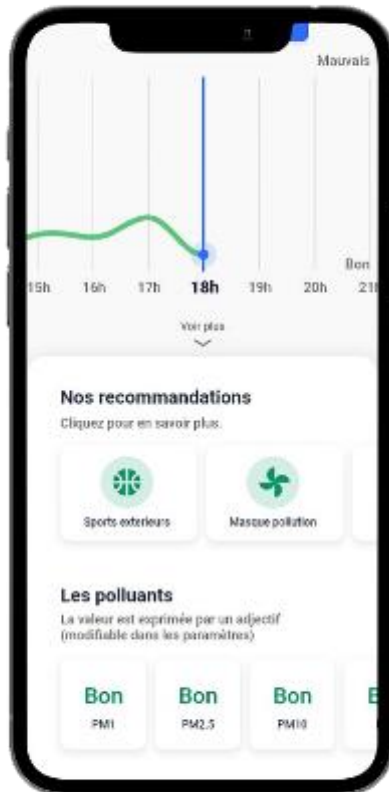 Mauvais
Bon
15h 16h 17h 18h 19h 20h 21h
Voir plus
Nos recommandations
Cliquez pour en savoir plus.
Sports exterieurs Masque pollution
Les polluants
La valeur est exprimée par un adjectif
(modifiable dans les paramètres)
Bon Bon Bon
PM1 PM2.5 PM10